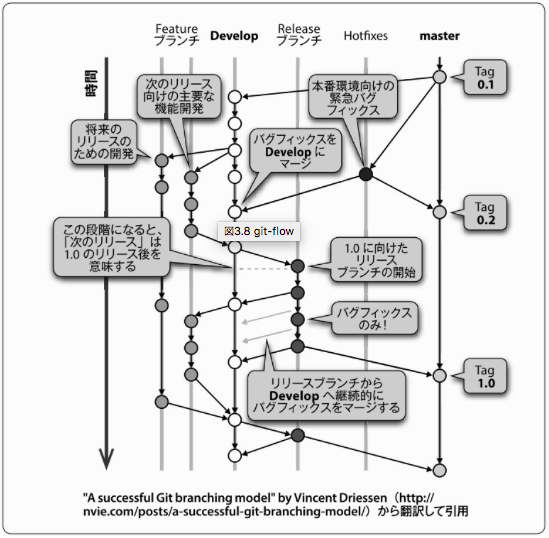 Feature
ブランチ
Develop
Release
ブランチ
Hotfixes
master
時間
Tag
0.1
次のリリース
向けの主要な
機能開発
本番環境向けの
緊急バグ
フィックス
将来の
リリースの
ための開発
バグフィックスを
Develop に
マージ
Tag
0.2
この段階になると、
「次のリリース」は
1.0 のリリース後を
意味する
図3.8 git-flow
1.0 に向けた
リリース
ブランチの開始
バグフィックス
のみ！
Tag
1.0
リリースブランチから
Develop へ継続的に
バグフィックスをマージする
"A successful Git branching model" by Vincent Driessen（http://
nvie.com/posts/a-successful-git-branching-model/）から翻訳して引用